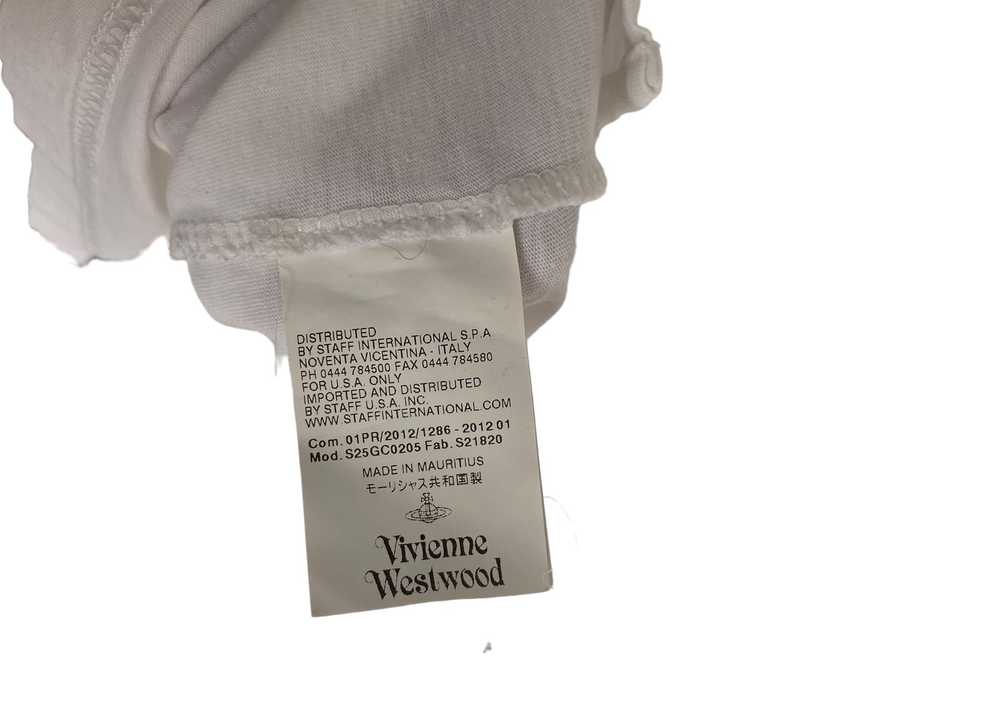 DISTRIBUTED
BY STAFF INTERNATIONAL S.P.A
NOVENTA VICENTINA - ITALY
PH 0444 784500 FAX 0444 784580
FOR U.S.A. ONLY
IMPORTED AND DISTRIBUTED
BY STAFF U.S.A. INC.
WWW.STAFFINTERNATIONAL.COM
Com. 01PR/2012/1286 - 2012 01
Mod. S25GC0205 Fab. S21820
MADE IN MAURITIUS
モーリシャス共和国製
Vivienne
Westwood